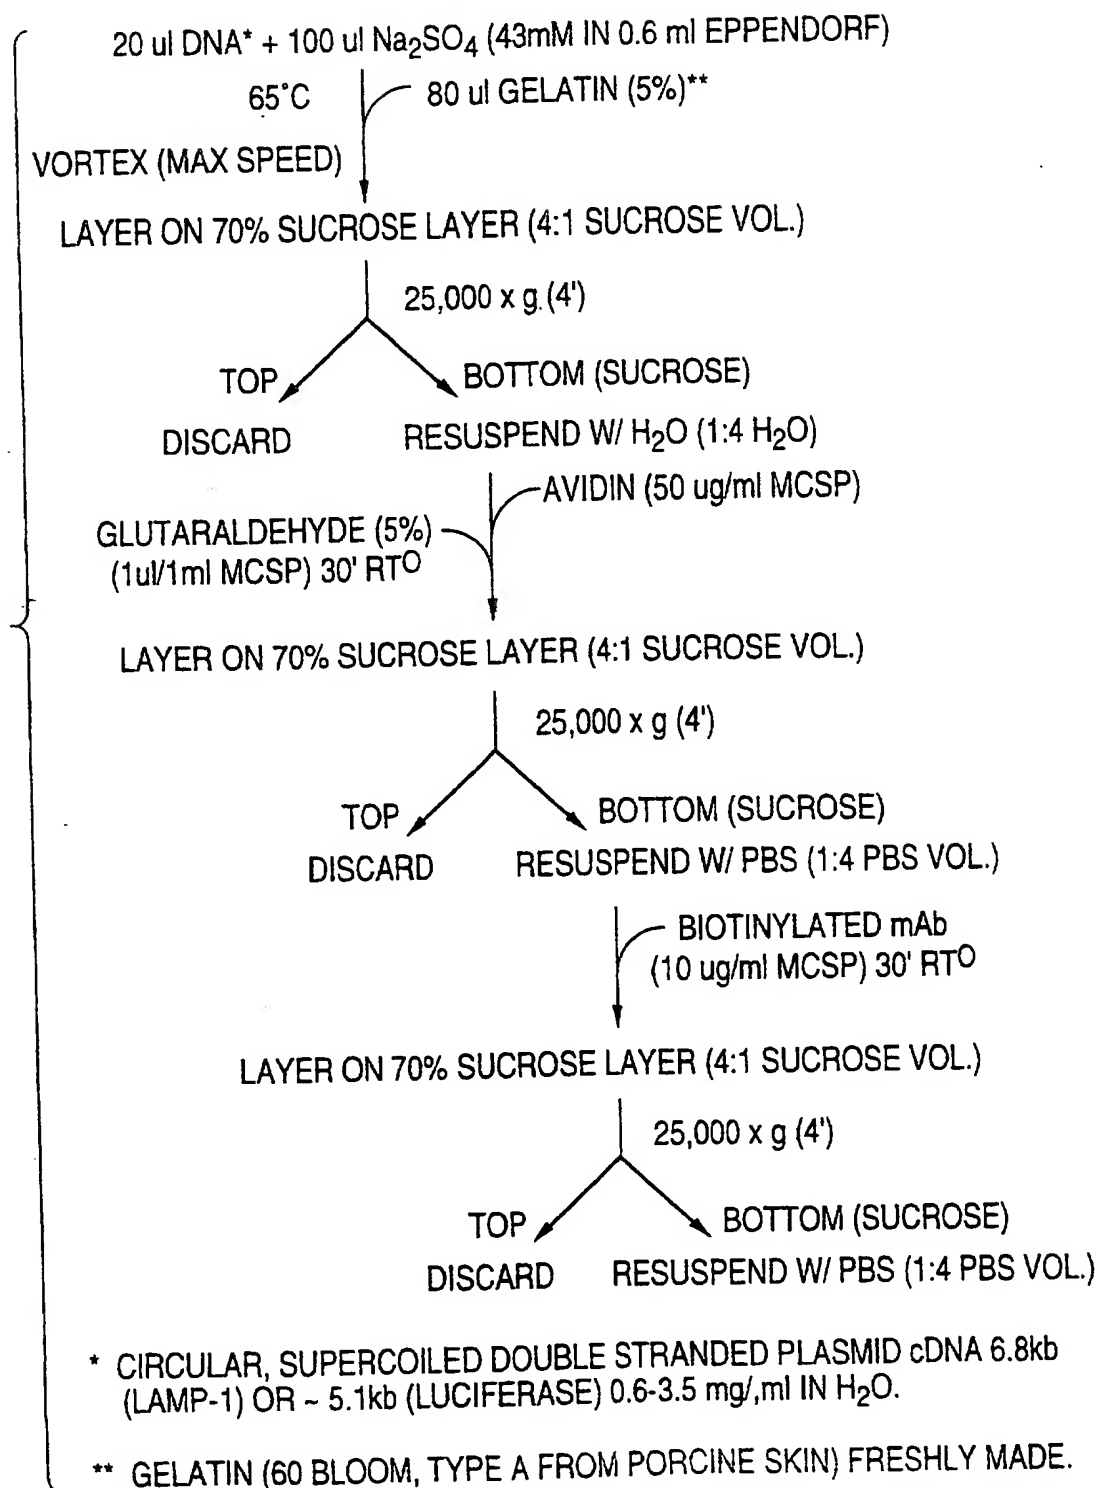 20 ul DNA* + 100 ul Na₂SO₄ (43mM IN 0.6 ml EPPENDORF)
65°C
80 ul GELATIN (5%)**
VORTEX (MAX SPEED)
LAYER ON 70% SUCROSE LAYER (4:1 SUCROSE VOL.)
25,000 x g. (4')
TOP
BOTTOM (SUCROSE)
DISCARD
RESUSPEND W/ H₂O (1:4 H₂O)
AVIDIN (50 ug/ml MCSP)
GLUTARALDEHYDE (5%)
(1ul/1ml MCSP) 30' RTᴼ
LAYER ON 70% SUCROSE LAYER (4:1 SUCROSE VOL.)
25,000 x g (4')
TOP
BOTTOM (SUCROSE)
DISCARD
RESUSPEND W/ PBS (1:4 PBS VOL.)
BIOTINYLATED mAb
(10 ug/ml MCSP) 30' RTᴼ
LAYER ON 70% SUCROSE LAYER (4:1 SUCROSE VOL.)
25,000 x g (4')
TOP
BOTTOM (SUCROSE)
DISCARD
RESUSPEND W/ PBS (1:4 PBS VOL.)
* CIRCULAR, SUPERCOILED DOUBLE STRANDED PLASMID cDNA 6.8kb
(LAMP-1) OR ~ 5.1kb (LUCIFERASE) 0.6-3.5 mg/,ml IN H₂O.
** GELATIN (60 BLOOM, TYPE A FROM PORCINE SKIN) FRESHLY MADE.